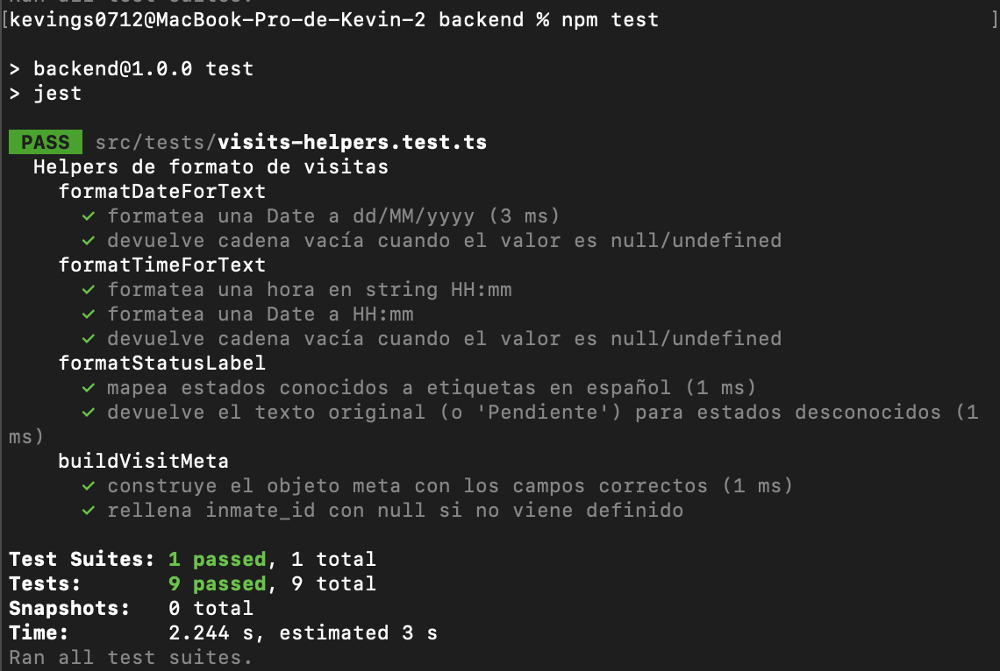 Ran all test suites.
[kevings0712@MacBook-Pro-de-Kevin-2 backend % npm test ]
> backend@1.0.0 test
> jest
PASS src/tests/visits-helpers.test.ts
Helpers de formato de visitas
formatDateForText
✓ formatea una Date a dd/MM/yyyy (3 ms)
✓ devuelve cadena vacía cuando el valor es null/undefined
formatTimeForText
✓ formatea una hora en string HH:mm
✓ formatea una Date a HH:mm
✓ devuelve cadena vacía cuando el valor es null/undefined
formatStatusLabel
✓ mapea estados conocidos a etiquetas en español (1 ms)
✓ devuelve el texto original (o 'Pendiente') para estados desconocidos (1
ms)
buildVisitMeta
✓ construye el objeto meta con los campos correctos (1 ms)
✓ rellena inmate_id con null si no viene definido
Test Suites: 1 passed, 1 total
Tests: 9 passed, 9 total
Snapshots: 0 total
Time: 2.244 s, estimated 3 s
Ran all test suites.